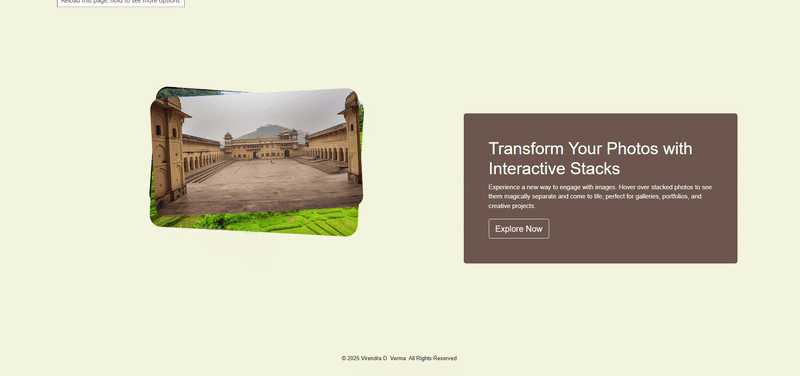 Reload this page, hold to see more options
Transform Your Photos with
Interactive Stacks
Experience a new way to engage with images. Hover over stacked photos to see
them magically separate and come to life, perfect for galleries, portfolios, and
creative projects.
Explore Now
© 2025 Virendra D. Verma. All Rights Reserved